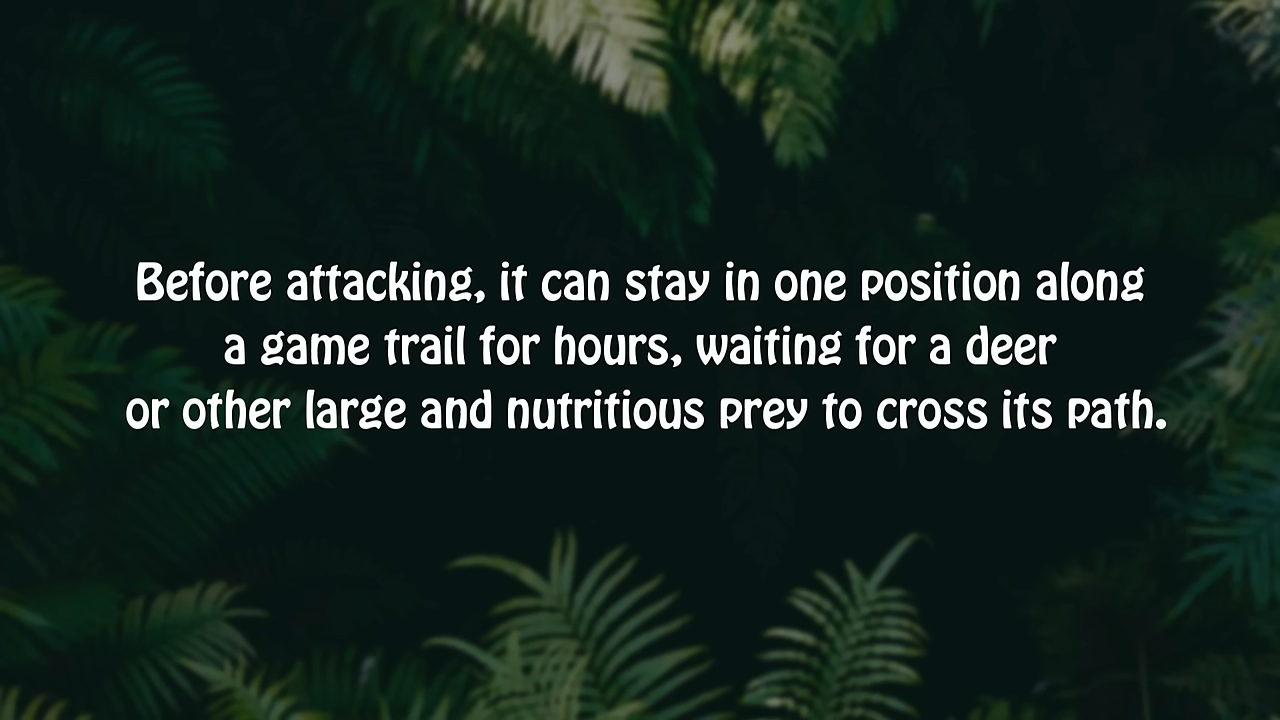 Before attacking, it can stay in one position along
a game trail for hours, waiting for a deer
or other large and nutritious prey to cross its path.